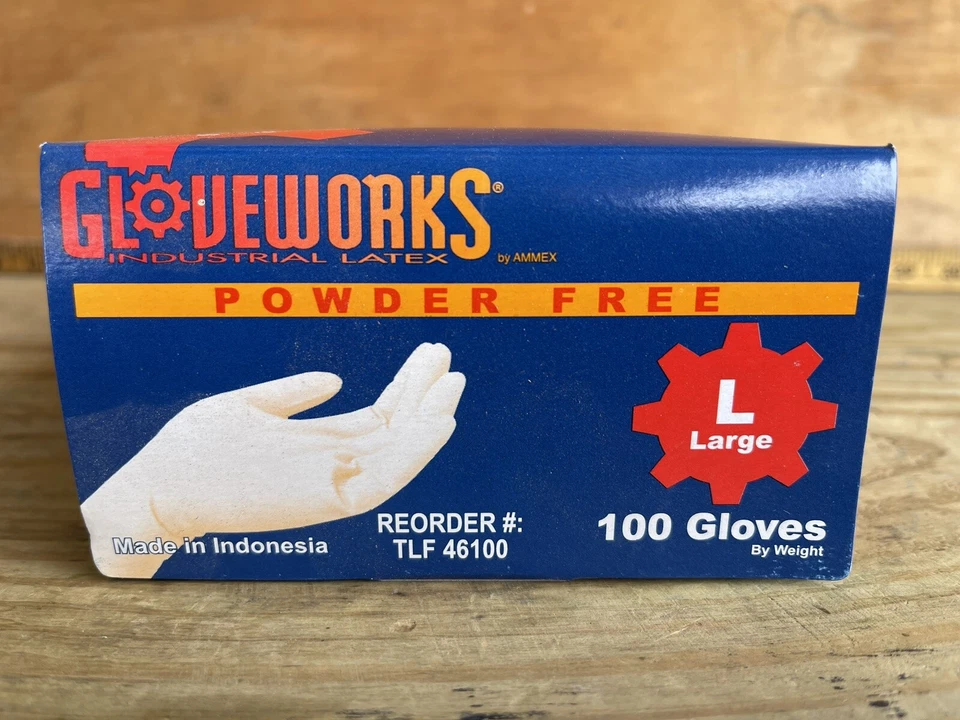 GLOVEWORKS®
INDUSTRIAL LATEX by AMMEX
POWDER FREE
L
Large
REORDER #:
TLF 46100
Made in Indonesia
100 Gloves
By Weight